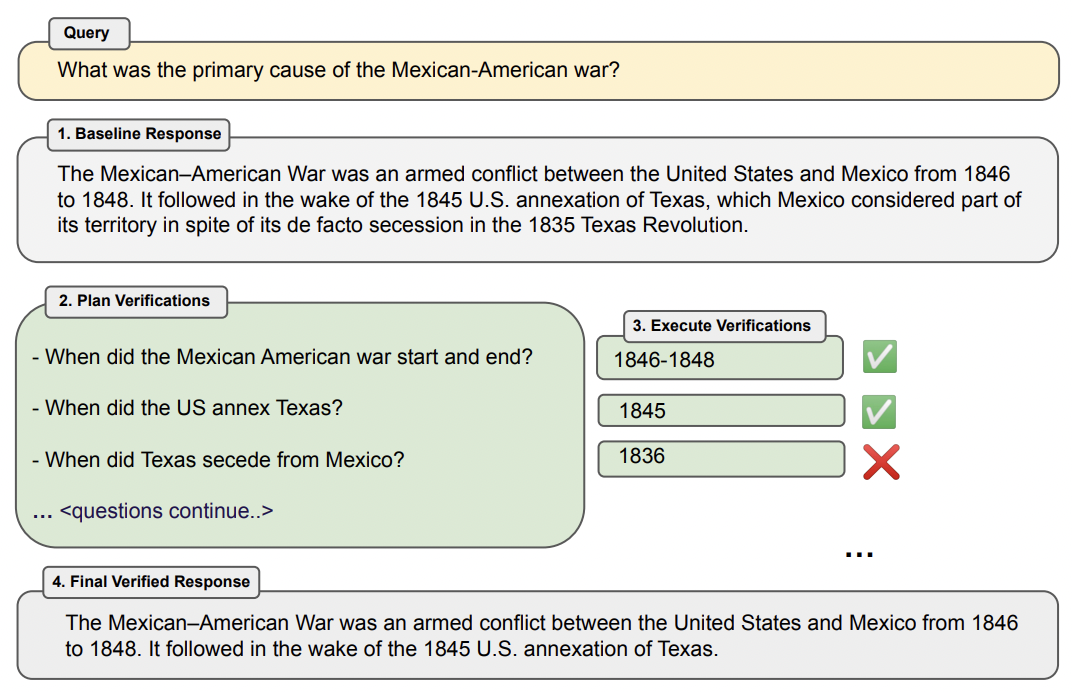 Query
What was the primary cause of the Mexican-American war?
1. Baseline Response
The Mexican–American War was an armed conflict between the United States and Mexico from 1846
to 1848. It followed in the wake of the 1845 U.S. annexation of Texas, which Mexico considered part of
its territory in spite of its de facto secession in the 1835 Texas Revolution.
2. Plan Verifications
- When did the Mexican American war start and end?
- When did the US annex Texas?
- When did Texas secede from Mexico?
... <questions continue..>
3. Execute Verifications
1846-1848
1845
1836
...
4. Final Verified Response
The Mexican–American War was an armed conflict between the United States and Mexico from 1846
to 1848. It followed in the wake of the 1845 U.S. annexation of Texas.